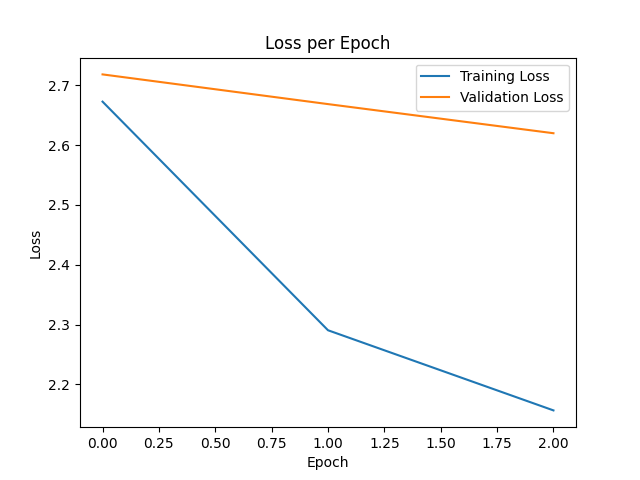 Loss per Epoch
Training Loss
Validation Loss
2.7
2.6
2.5
2.4
2.3
2.2
Loss
0.00 0.25 0.50 0.75 1.00 1.25 1.50 1.75 2.00
Epoch